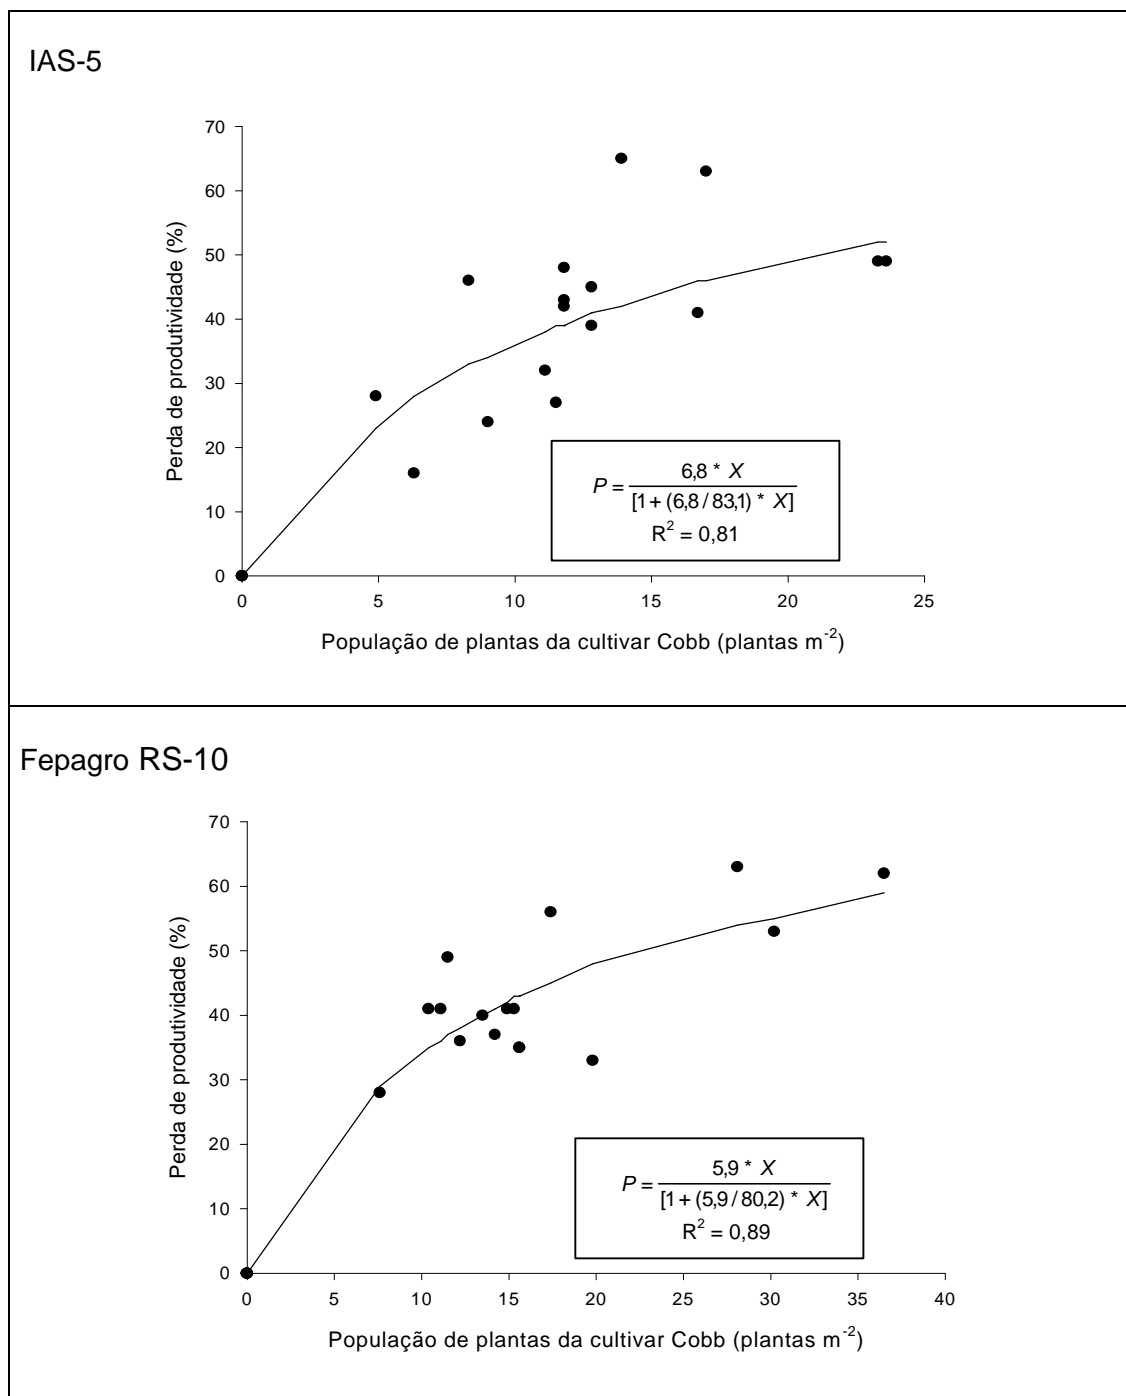 IAS-5
70
60
50
40
30
20
10
0
Perda de produtividade (%)
0 5 10 15 20 25
População de plantas da cultivar Cobb (plantas m-2)
P = 6,8 * X
[1 + (6,8 / 83,1) * X]
R2 = 0,81
Fepagro RS-10
70
60
50
40
30
20
10
0
Perda de produtividade (%)
0 5 10 15 20 25 30 35 40
População de plantas da cultivar Cobb (plantas m-2)
P = 5,9 * X
[1 + (5,9 / 80,2) * X]
R2 = 0,89